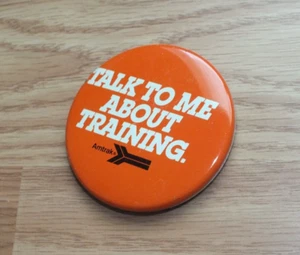 TALK TO ME
ABOUT
TRAINING.
Amtrak